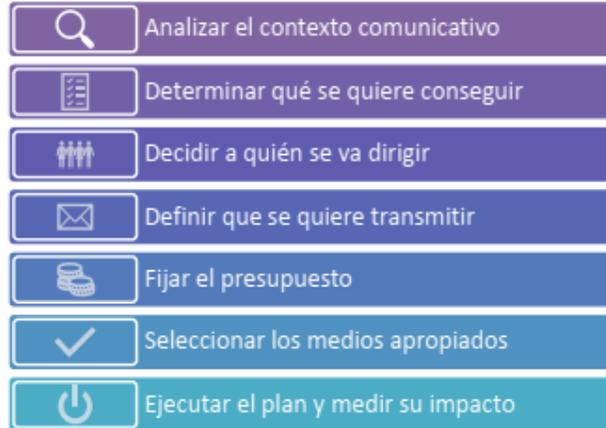 Analizar el contexto comunicativo
Determinar qué se quiere conseguir
Decidir a quién se va dirigir
Definir que se quiere transmitir
Fijar el presupuesto
Seleccionar los medios apropiados
Ejecutar el plan y medir su impacto